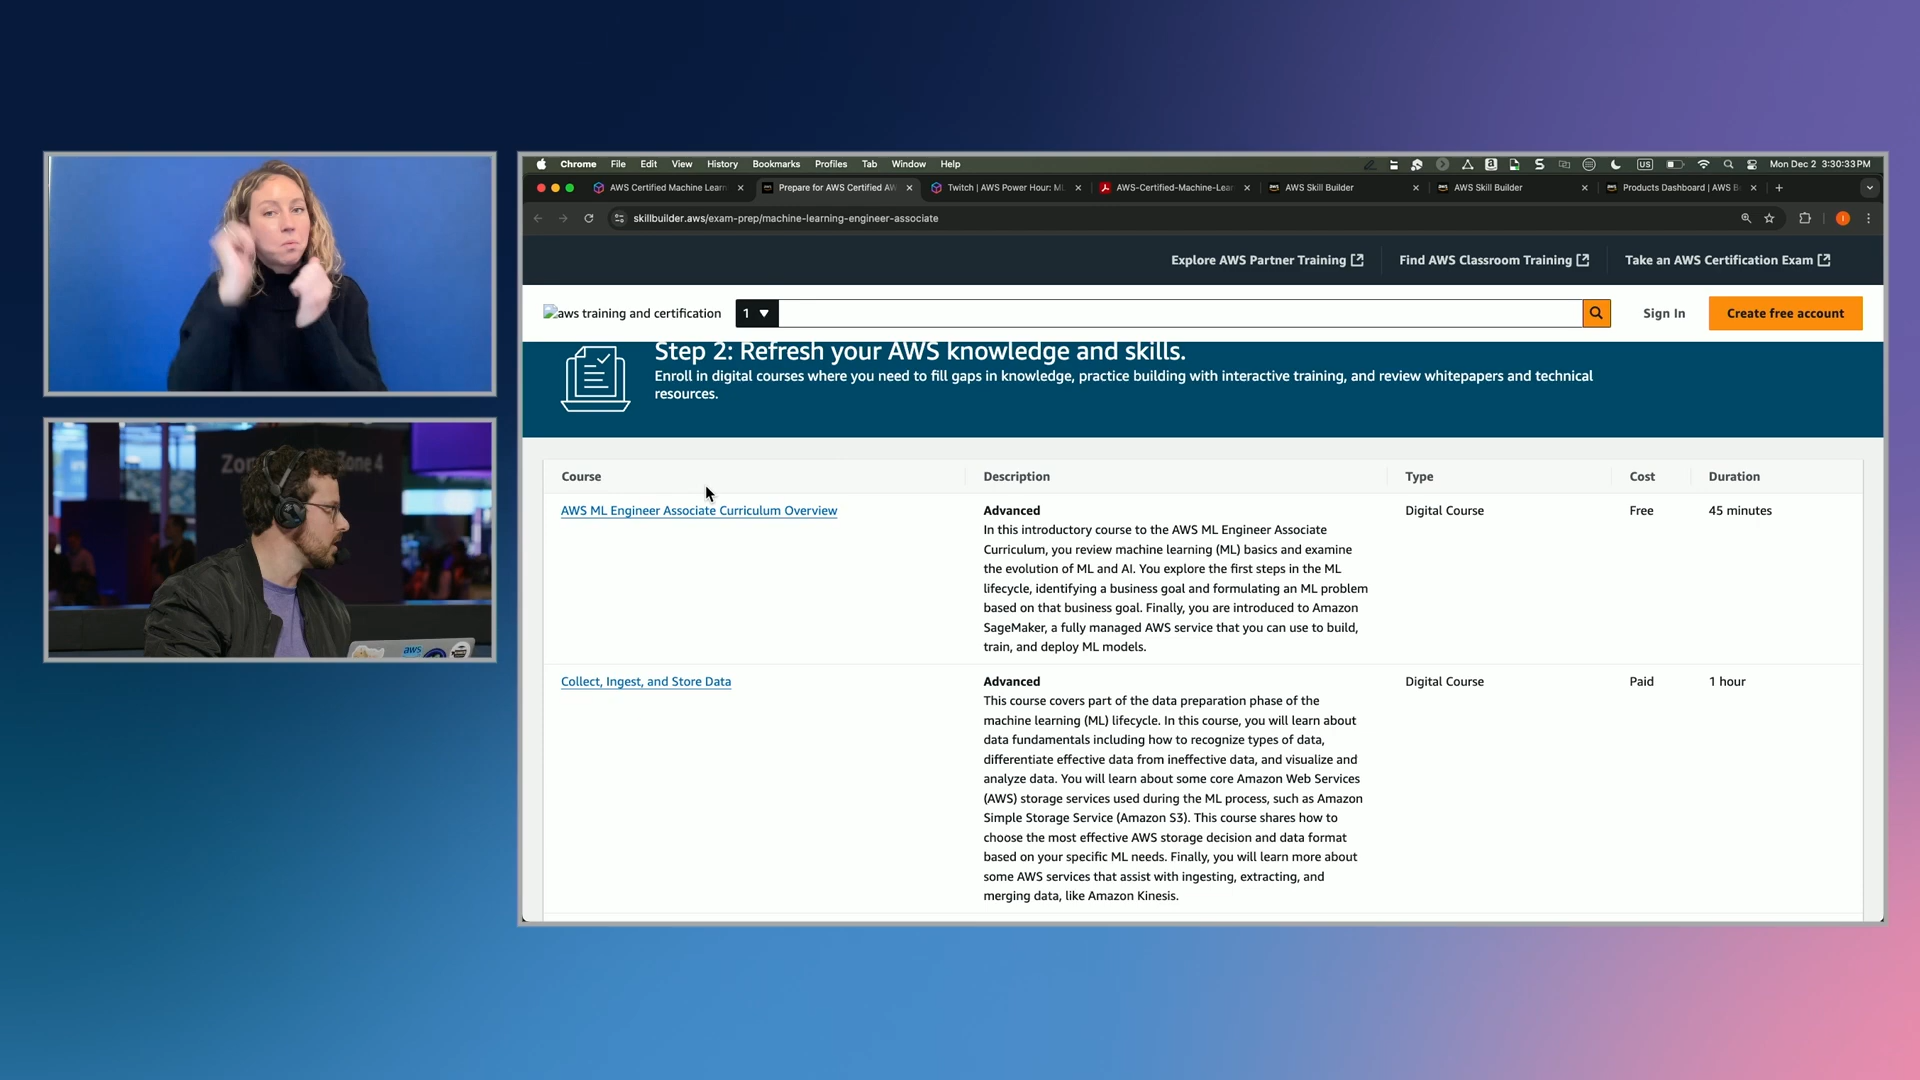 Zor
Zone 4
aws
Chrome File Edit View History Bookmarks Profiles Tab Window Help
US
Mon Dec 2 3:30:33 PM
AWS Certified Machine Learn
Prepare for AWS Certified AW
Twitch | AWS Power Hour: M
AWS-Certified-Machine-Lear
AWS Skill Builder
AWS Skill Builder
Products Dashboard | AWS B
skillbuilder.aws/exam-prep/machine-learning-engineer-associate
Explore AWS Partner Training
Find AWS Classroom Training
Take an AWS Certification Exam
aws training and certification
1
Sign In
Create free account
Step 2: Refresh your AWS knowledge and skills.
Enroll in digital courses where you need to fill gaps in knowledge, practice building with interactive training, and review whitepapers and technical
resources.
Course Description Type Cost Duration
AWS ML Engineer Associate Curriculum Overview
Advanced
In this introductory course to the AWS ML Engineer Associate
Curriculum, you review machine learning (ML) basics and examine
the evolution of ML and AI. You explore the first steps in the ML
lifecycle, identifying a business goal and formulating an ML problem
based on that business goal. Finally, you are introduced to Amazon
SageMaker, a fully managed AWS service that you can use to build,
train, and deploy ML models.
Digital Course
Free
45 minutes
Collect, Ingest, and Store Data
Advanced
This course covers part of the data preparation phase of the
machine learning (ML) lifecycle. In this course, you will learn about
data fundamentals including how to recognize types of data,
differentiate effective data from ineffective data, and visualize and
analyze data. You will learn about some core Amazon Web Services
(AWS) storage services used during the ML process, such as Amazon
Simple Storage Service (Amazon S3). This course shares how to
choose the most effective AWS storage decision and data format
based on your specific ML needs. Finally, you will learn more about
some AWS services that assist with ingesting, extracting, and
merging data, like Amazon Kinesis.
Digital Course
Paid
1 hour